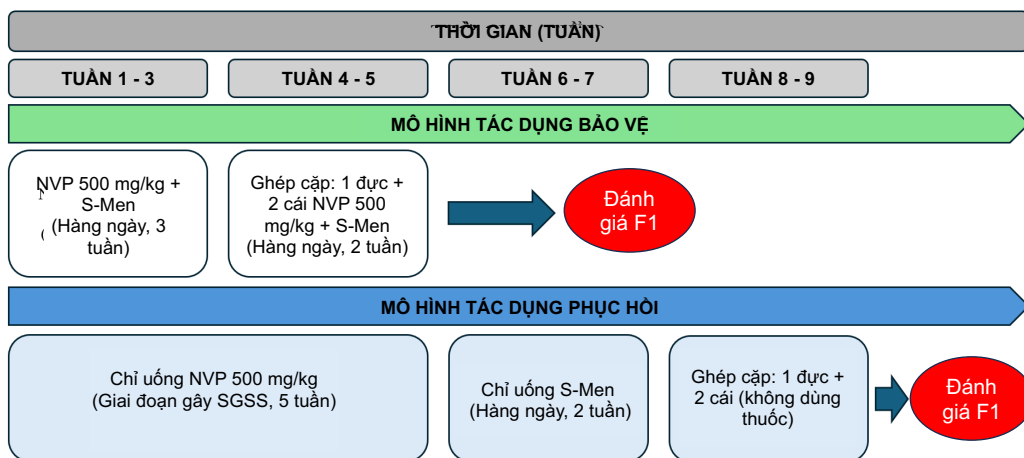 THỜI GIAN (TUẦN)
TUẦN 1 - 3
TUẦN 4 - 5
TUẦN 6 - 7
TUẦN 8 - 9
MÔ HÌNH TÁC DỤNG BẢO VỆ
NVP 500 mg/kg +
S-Men
(Hàng ngày, 3
tuần)
Ghép cặp: 1 đực +
2 cái NVP 500
mg/kg + S-Men
(Hàng ngày, 2 tuần)
Đánh
giá F1
MÔ HÌNH TÁC DỤNG PHỤC HỒI
Chỉ uống NVP 500 mg/kg
(Giai đoạn gây SGSS, 5 tuần)
Chỉ uống S-Men
(Hàng ngày, 2 tuần)
Ghép cặp: 1 đực +
2 cái (không dùng
thuốc)
Đánh
giá F1